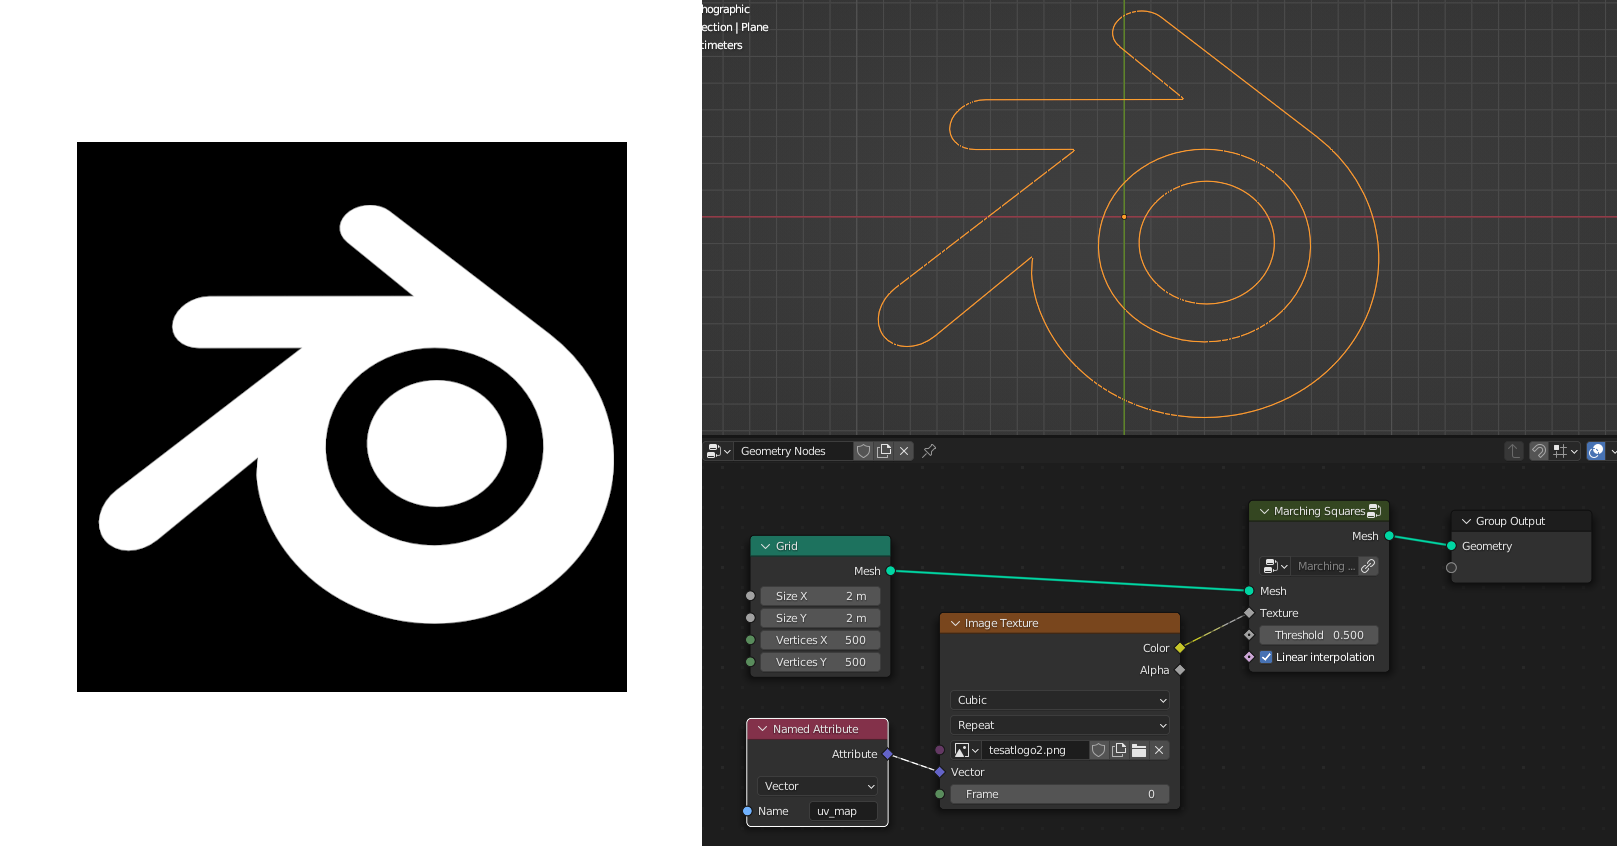 hographic
ection | Plane
timeters
Geometry Nodes
Marching Squares
Mesh
Marching ...
Mesh
Texture
Threshold 0.500
Linear interpolation
Group Output
Geometry
Grid
Mesh
Size X 2 m
Size Y 2 m
Vertices X 500
Vertices Y 500
Image Texture
Color
Alpha
Cubic
Repeat
tesatlogo2.png
Vector
Frame 0
Named Attribute
Attribute
Vector
Name uv_map